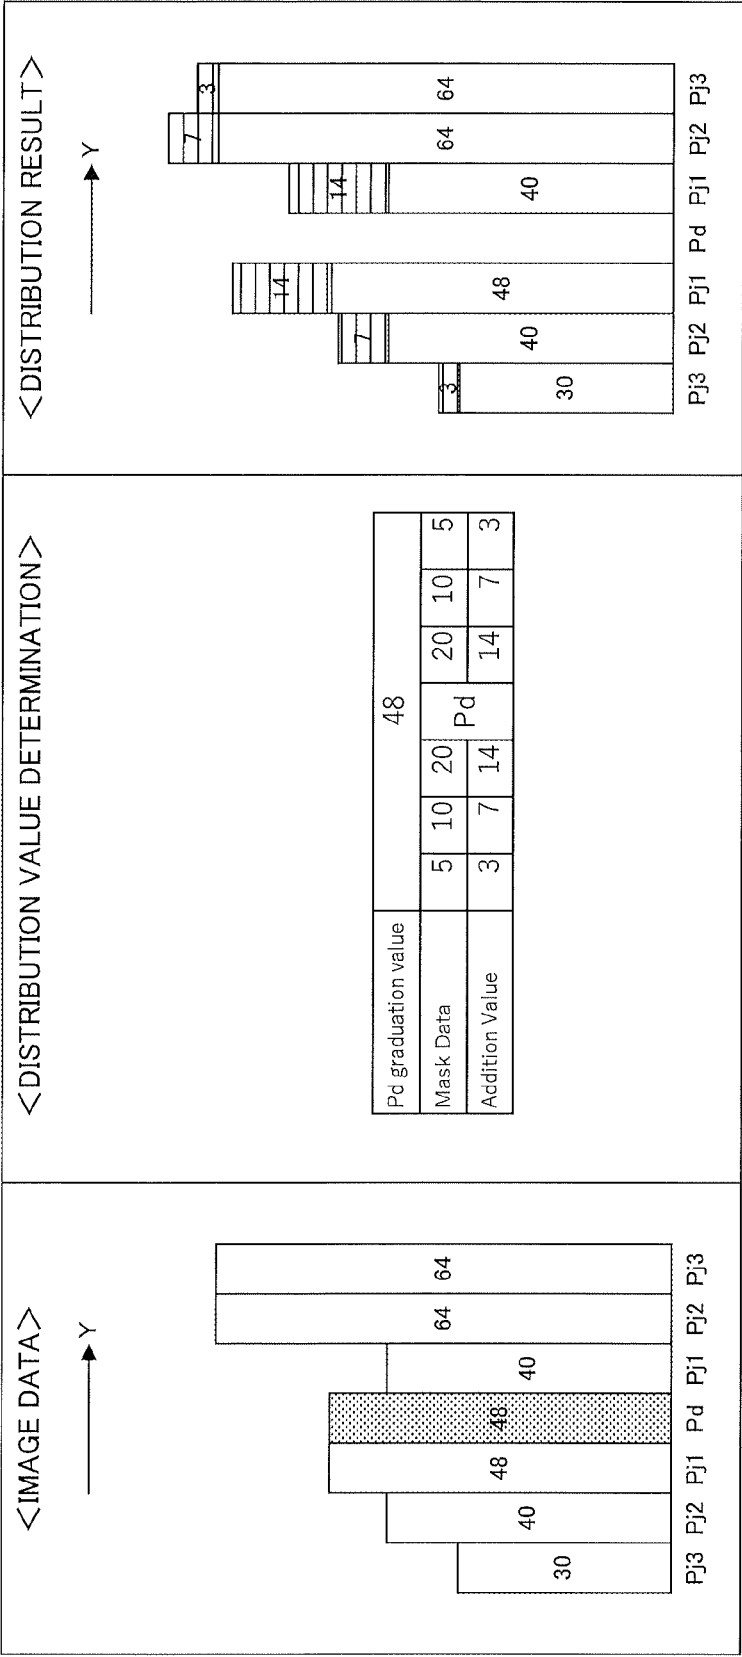 <IMAGE DATA>
Y
30 40 48 48 40 64 64
Pj3 Pj2 Pj1 Pd Pj1 Pj2 Pj3
<DISTRIBUTION VALUE DETERMINATION>
Pd graduation value 48
Mask Data 5 10 20 Pd 20 10 5
Addition Value 3 7 14 14 7 3
<DISTRIBUTION RESULT>
Y
3 7 14 14 7 3
30 40 48 40 64 64
Pj3 Pj2 Pj1 Pd Pj1 Pj2 Pj3